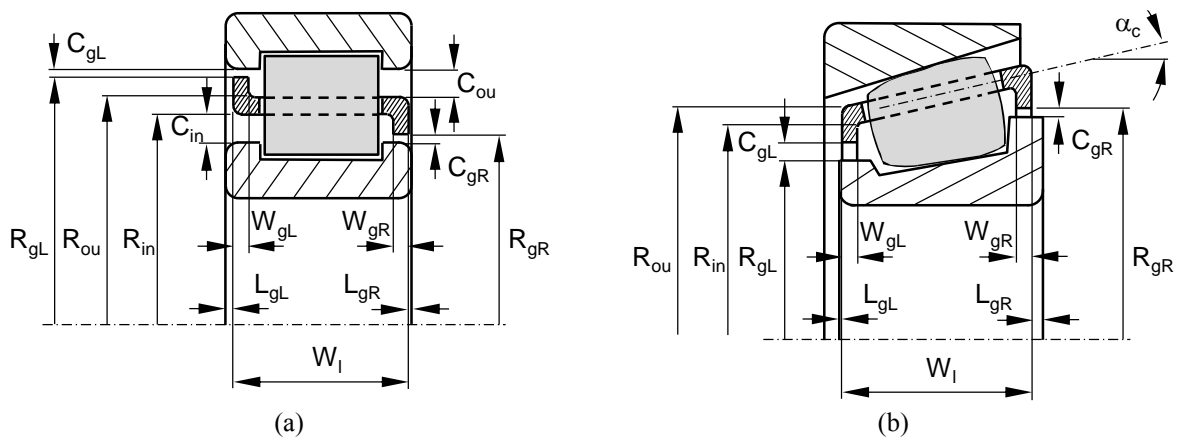 C_gL
C_ou
C_in
C_gR
W_gL W_gR
R_gL R_ou R_in R_gR
L_gL L_gR
W_l
(a)
α_c
C_gL
C_gR
W_gL W_gR
R_ou R_in R_gL R_gR
L_gL L_gR
W_l
(b)